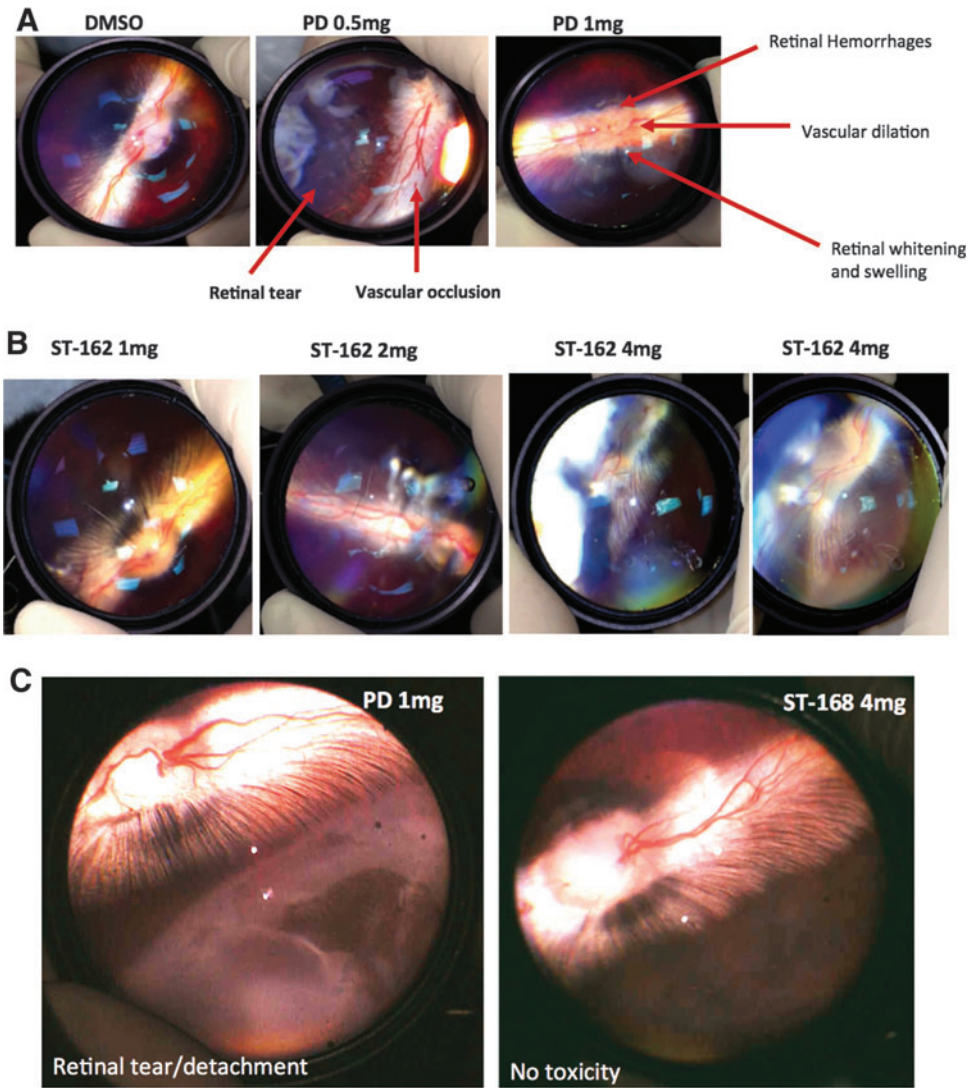 A
DMSO
PD 0.5mg
PD 1mg
Retinal Hemorrhages
Vascular dilation
Retinal whitening
and swelling
Retinal tear
Vascular occlusion
B
ST-162 1mg
ST-162 2mg
ST-162 4mg
ST-162 4mg
C
PD 1mg
ST-168 4mg
Retinal tear/detachment
No toxicity